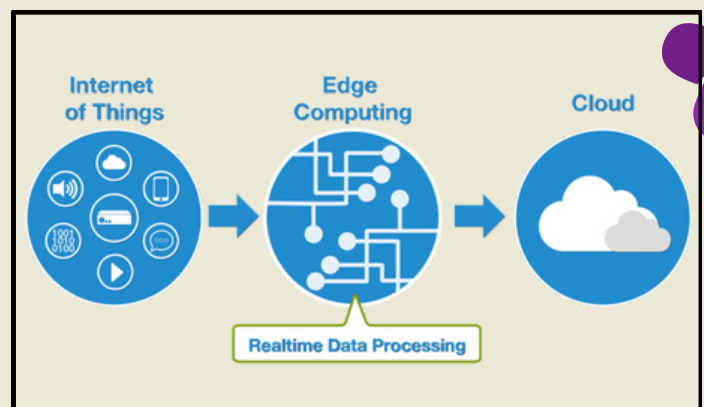 Internet
of Things
Edge
Computing
Cloud
1001
1010
0100
Realtime Data Processing